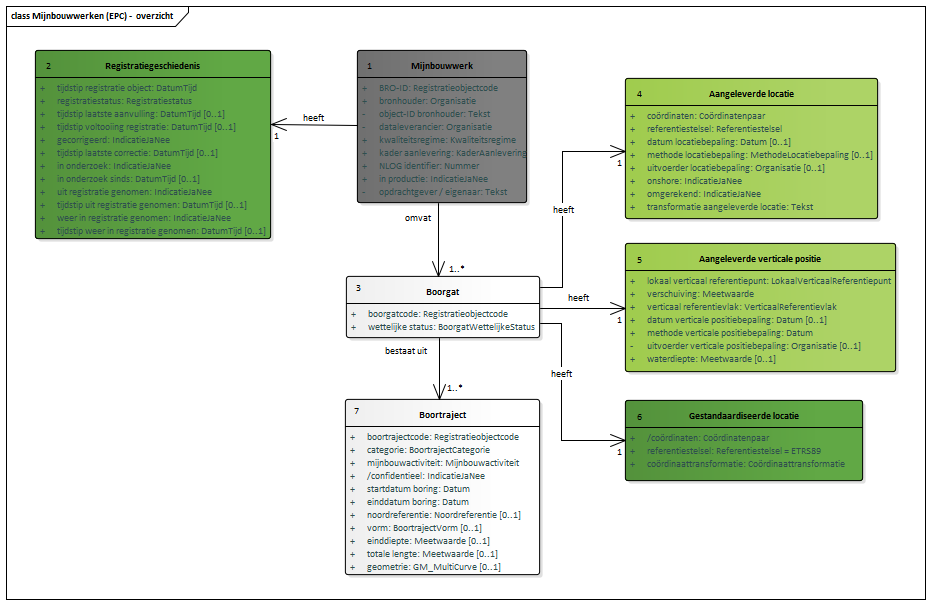 class Mijnbouwwerken (EPC) - overzicht
2 Registratiegeschiedenis
+ tijdstip registratie object: DatumTijd
+ registratiestatus: Registratiestatus
+ tijdstip laatste aanvulling: DatumTijd [0..1]
+ tijdstip voltooiing registratie: DatumTijd [0..1]
+ gecorrigeerd: IndicatieJaNee
+ tijdstip laatste correctie: DatumTijd [0..1]
+ in onderzoek: IndicatieJaNee
+ in onderzoek sinds: DatumTijd [0..1]
+ uit registratie genomen: IndicatieJaNee
+ tijdstip uit registratie genomen: DatumTijd [0..1]
+ weer in registratie genomen: IndicatieJaNee
+ tijdstip weer in registratie genomen: DatumTijd [0..1]
heeft
1
1 Mijnbouwwerk
+ BRO-ID: Registratieobjectcode
+ bronhouder: Organisatie
- object-ID bronhouder: Tekst
- dataleverancier: Organisatie
+ kwaliteitsregime: Kwaliteitsregime
+ kader aanlevering: KaderAanlevering
+ NLOG identifier: Nummer
+ in productie: IndicatieJaNee
- opdrachtgever / eigenaar: Tekst
omvat
1..*
3 Boorgat
+ boorgatcode: Registratieobjectcode
+ wettelijke status: BoorgatWettelijkeStatus
bestaat uit
1..*
7 Boortraject
+ boortrajectcode: Registratieobjectcode
+ categorie: BoortrajectCategorie
+ mijnbouwactiviteit: Mijnbouwactiviteit
+ /confidentieel: IndicatieJaNee
+ startdatum boring: Datum
+ einddatum boring: Datum
+ noordreferentie: Noordreferentie [0..1]
+ vorm: BoortrajectVorm [0..1]
+ einddiepte: Meetwaarde [0..1]
+ totale lengte: Meetwaarde [0..1]
+ geometrie: GM_MultiCurve [0..1]
heeft
1
4 Aangeleverde locatie
+ coördinaten: Coördinatenpaar
+ referentiestelsel: Referentiestelsel
+ datum locatiebepaling: Datum [0..1]
+ methode locatiebepaling: MethodeLocatiebepaling [0..1]
- uitvoerder locatiebepaling: Organisatie [0..1]
+ onshore: IndicatieJaNee
+ omgerekend: IndicatieJaNee
+ transformatie aangeleverde locatie: Tekst
heeft
1
5 Aangeleverde verticale positie
+ lokaal verticaal referentiepunt: LokaalVerticaalReferentiepunt
+ verschuiving: Meetwaarde
+ verticaal referentievlak: VerticaalReferentievlak
+ datum verticale positiebepaling: Datum [0..1]
+ methode verticale positiebepaling: Datum
- uitvoerder verticale positiebepaling: Organisatie [0..1]
+ waterdiepte: Meetwaarde [0..1]
heeft
1
6 Gestandaardiseerde locatie
+ /coördinaten: Coördinatenpaar
+ referentiestelsel: Referentiestelsel = ETRS89
+ coördinaattransformatie: Coördinaattransformatie